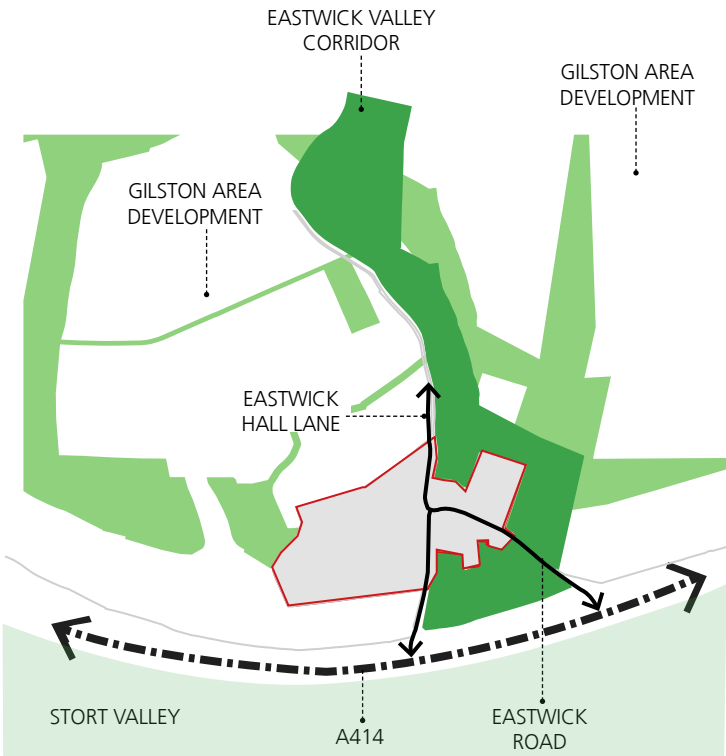 EASTWICK VALLEY
CORRIDOR
GILSTON AREA
DEVELOPMENT
GILSTON AREA
DEVELOPMENT
EASTWICK
HALL LANE
STORT VALLEY
A414
EASTWICK
ROAD